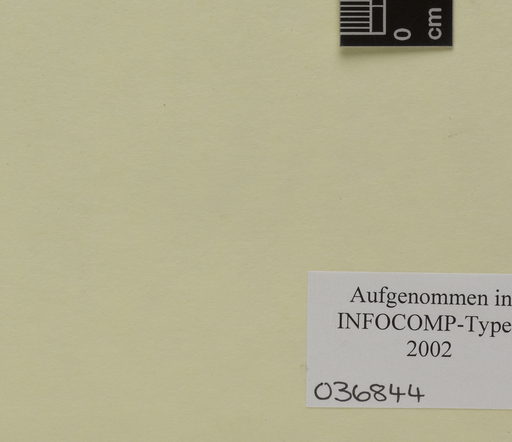 0
cm
Aufgenommen in
INFOCOMP-Type
2002
036844